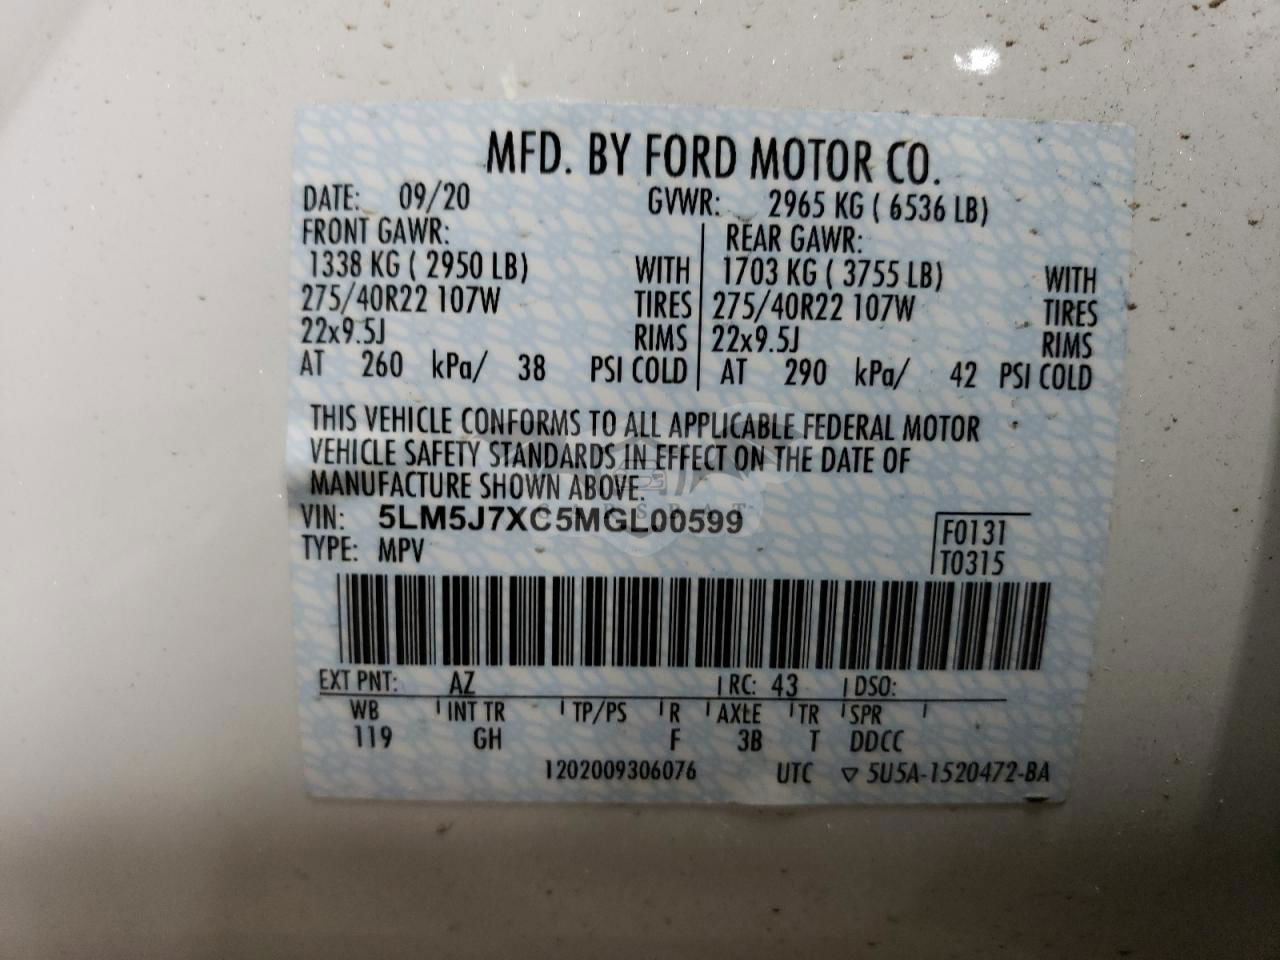 MFD. BY FORD MOTOR CO.
DATE: 09/20 GVWR: 2965 KG ( 6536 LB)
FRONT GAWR: REAR GAWR:
1338 KG ( 2950 LB) WITH 1703 KG ( 3755 LB) WITH
275/40R22 107W TIRES 275/40R22 107W TIRES
22x9.5J RIMS 22x9.5J RIMS
AT 260 kPa/ 38 PSI COLD AT 290 kPa/ 42 PSI COLD
THIS VEHICLE CONFORMS TO ALL APPLICABLE FEDERAL MOTOR
VEHICLE SAFETY STANDARDS IN EFFECT ON THE DATE OF
MANUFACTURE SHOWN ABOVE.
VIN: 5LM5J7XC5MGL00599
TYPE: MPV
F0131
T0315
EXT PNT: AZ RC: 43 DSO:
WB INT TR TP/PS R AXLE TR SPR
119 GH F 3B T DDCC
1202009306076 UTC ▽ 5U5A-1520472-BA